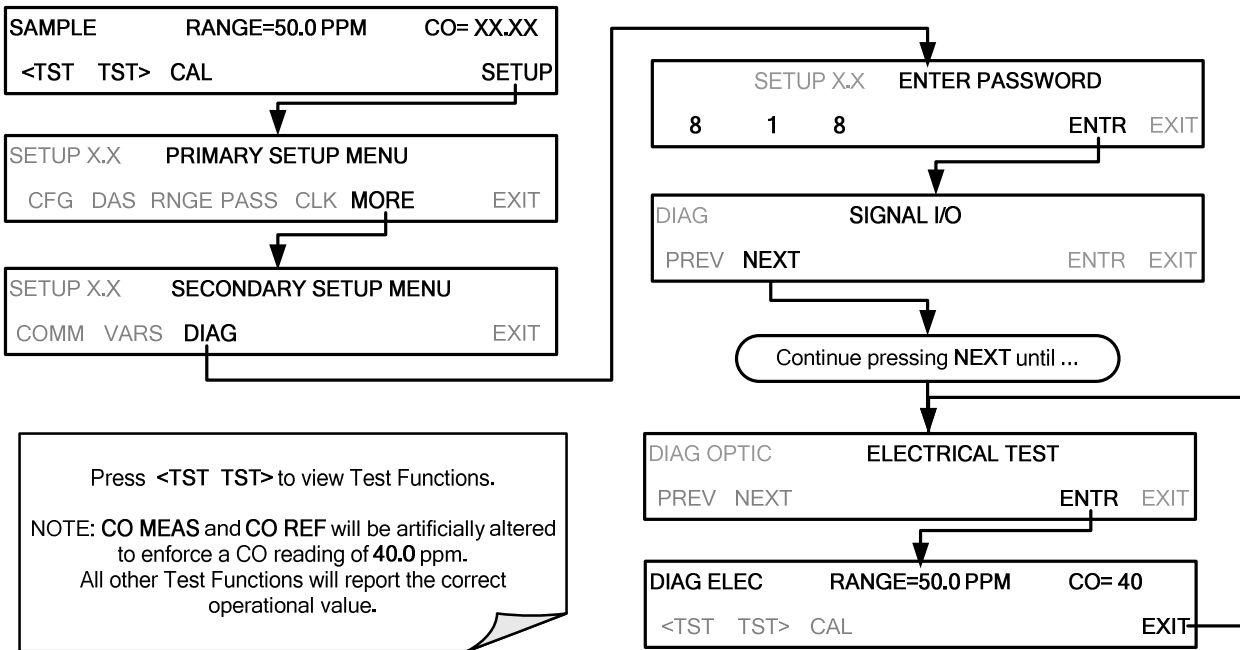 SAMPLE RANGE=50.0 PPM CO= XX.XX
<TST TST> CAL SETUP
SETUP X.X PRIMARY SETUP MENU
CFG DAS RNGE PASS CLK MORE EXIT
SETUP X.X SECONDARY SETUP MENU
COMM VARS DIAG EXIT
SETUP X.X ENTER PASSWORD
8 1 8 ENTR EXIT
DIAG SIGNAL I/O
PREV NEXT ENTR EXIT
Continue pressing NEXT until ...
DIAG OPTIC ELECTRICAL TEST
PREV NEXT ENTR EXIT
DIAG ELEC RANGE=50.0 PPM CO= 40
<TST TST> CAL EXIT
Press <TST TST> to view Test Functions.
NOTE: CO MEAS and CO REF will be artificially altered
to enforce a CO reading of 40.0 ppm.
All other Test Functions will report the correct
operational value.